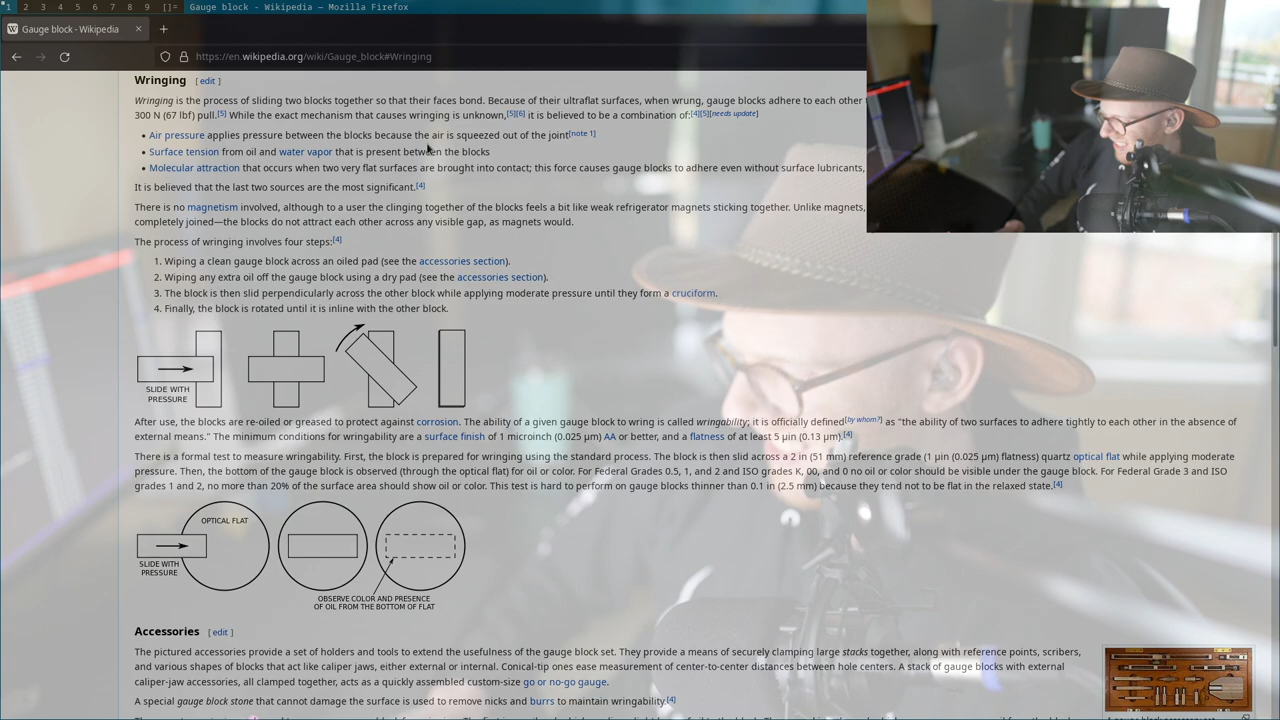 1 2 3 4 5 6 7 8 9 []= Gauge block - Wikipedia — Mozilla Firefox
W Gauge block - Wikipedia × +
https://en.wikipedia.org/wiki/Gauge_block#Wringing
Wringing [ edit ]
Wringing is the process of sliding two blocks together so that their faces bond. Because of their ultraflat surfaces, when wrung, gauge blocks adhere to each other
300 N (67 lbf) pull.[5] While the exact mechanism that causes wringing is unknown,[5][6] it is believed to be a combination of:[4][5][needs update]
• Air pressure applies pressure between the blocks because the air is squeezed out of the joint[note 1]
• Surface tension from oil and water vapor that is present between the blocks
• Molecular attraction that occurs when two very flat surfaces are brought into contact; this force causes gauge blocks to adhere even without surface lubricants,
It is believed that the last two sources are the most significant.[4]
There is no magnetism involved, although to a user the clinging together of the blocks feels a bit like weak refrigerator magnets sticking together. Unlike magnets,
completely joined—the blocks do not attract each other across any visible gap, as magnets would.
The process of wringing involves four steps:[4]
1. Wiping a clean gauge block across an oiled pad (see the accessories section).
2. Wiping any extra oil off the gauge block using a dry pad (see the accessories section).
3. The block is then slid perpendicularly across the other block while applying moderate pressure until they form a cruciform.
4. Finally, the block is rotated until it is inline with the other block.
SLIDE WITH
PRESSURE
After use, the blocks are re-oiled or greased to protect against corrosion. The ability of a given gauge block to wring is called wringability; it is officially defined[by whom?] as "the ability of two surfaces to adhere tightly to each other in the absence of
external means." The minimum conditions for wringability are a surface finish of 1 microinch (0.025 μm) AA or better, and a flatness of at least 5 μin (0.13 μm).[4]
There is a formal test to measure wringability. First, the block is prepared for wringing using the standard process. The block is then slid across a 2 in (51 mm) reference grade (1 μin (0.025 μm) flatness) quartz optical flat while applying moderate
pressure. Then, the bottom of the gauge block is observed (through the optical flat) for oil or color. For Federal Grades 0.5, 1, and 2 and ISO grades K, 00, and 0 no oil or color should be visible under the gauge block. For Federal Grade 3 and ISO
grades 1 and 2, no more than 20% of the surface area should show oil or color. This test is hard to perform on gauge blocks thinner than 0.1 in (2.5 mm) because they tend not to be flat in the relaxed state.[4]
OPTICAL FLAT
SLIDE WITH
PRESSURE
OBSERVE COLOR AND PRESENCE
OF OIL FROM THE BOTTOM OF FLAT
Accessories [ edit ]
The pictured accessories provide a set of holders and tools to extend the usefulness of the gauge block set. They provide a means of securely clamping large stacks together, along with reference points, scribers,
and various shapes of blocks that act like caliper jaws, either external or internal. Conical-tip ones ease measurement of center-to-center distances between hole centers. A stack of gauge blocks with external
caliper-jaw accessories, all clamped together, acts as a quickly assembled custom-size go or no-go gauge.
A special gauge block stone that cannot damage the surface is used to remove nicks and burrs to maintain wringability.[4]